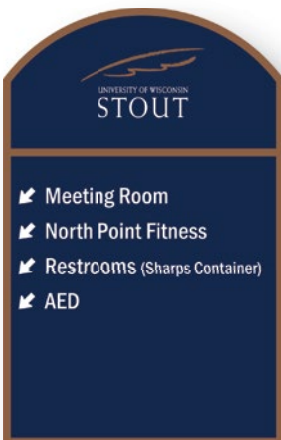 UNIVERSITY OF WISCONSIN
STOUT
Meeting Room
North Point Fitness
Restrooms (Sharps Container)
AED